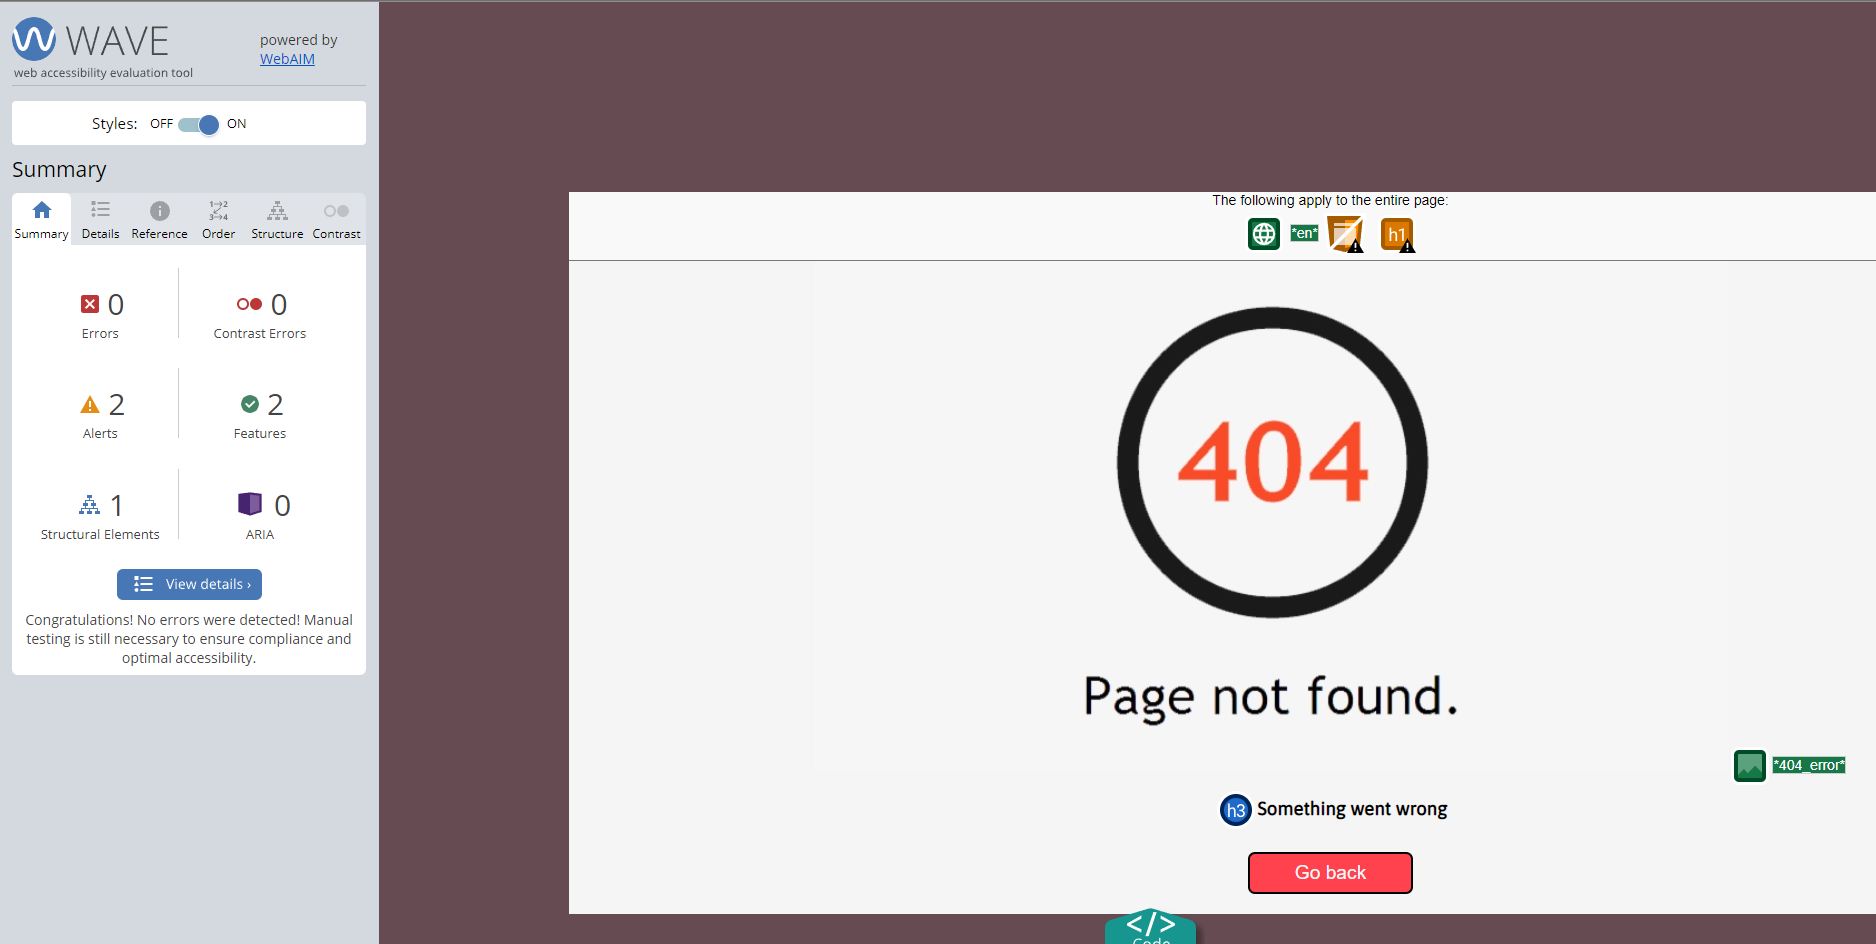 WAVE
web accessibility evaluation tool
powered by
WebAIM
Styles: OFF ON
Summary
Summary Details Reference Order Structure Contrast
0
Errors
0
Contrast Errors
2
Alerts
2
Features
1
Structural Elements
0
ARIA
View details ›
Congratulations! No errors were detected! Manual
testing is still necessary to ensure compliance and
optimal accessibility.
The following apply to the entire page:
*en* h1
404
Page not found.
*404_error*
h3 Something went wrong
Go back
</>
Code